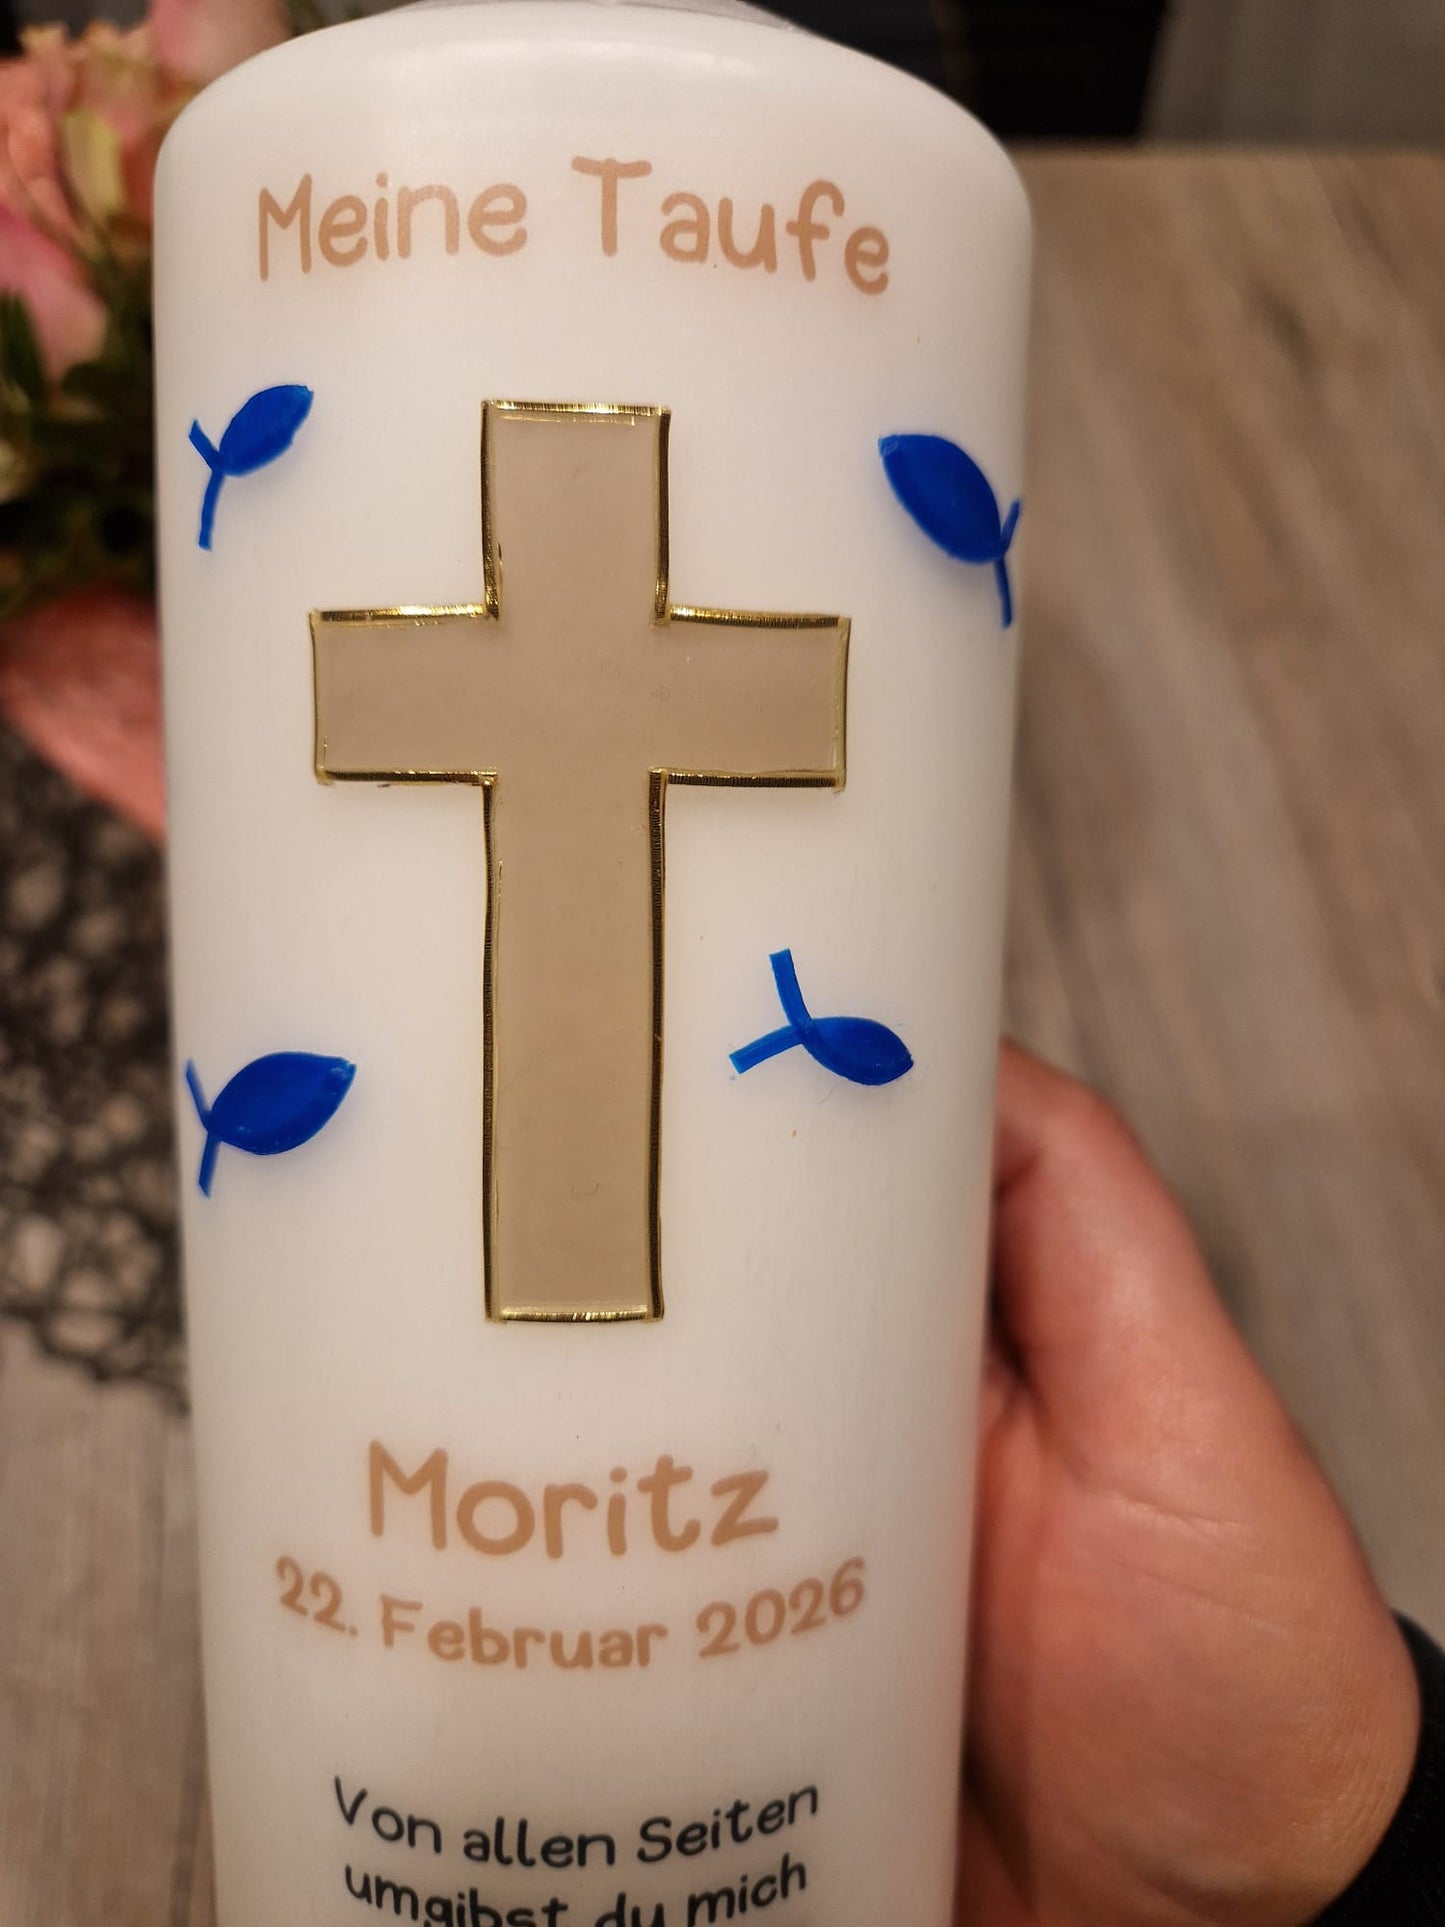 Meine Taufe
Moritz
22. Februar 2026
Von allen Seiten
umgibst du mich